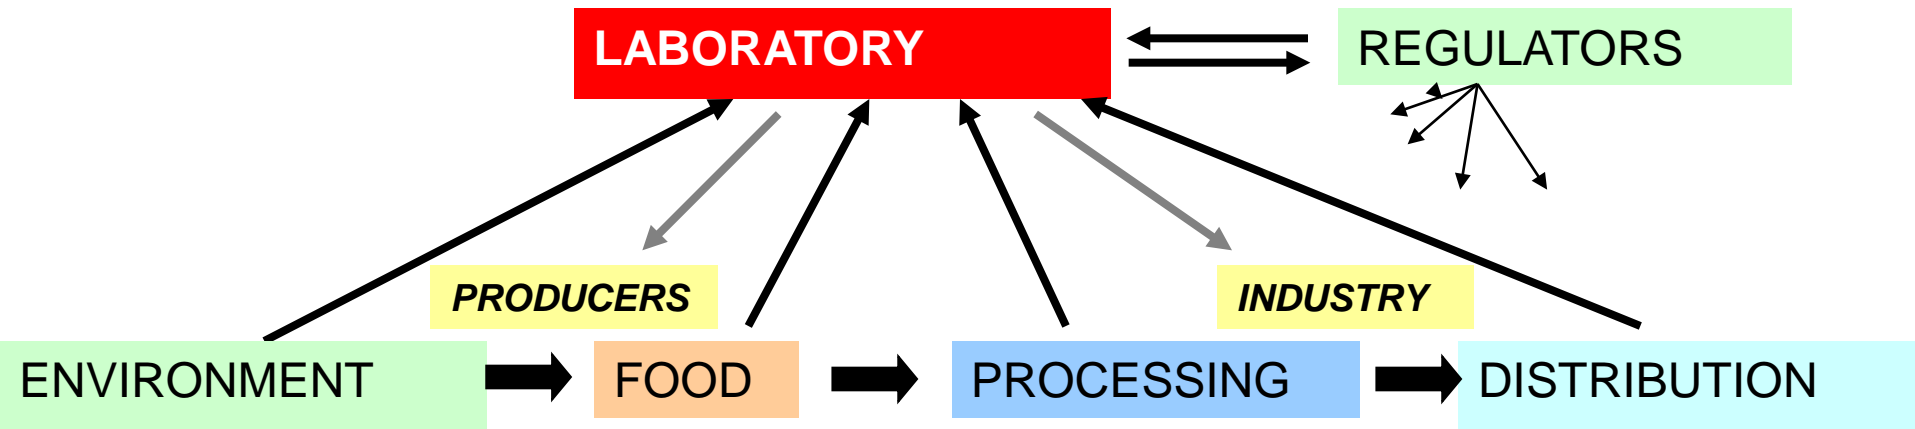 LABORATORY
REGULATORS
PRODUCERS
INDUSTRY
ENVIRONMENT
FOOD
PROCESSING
DISTRIBUTION